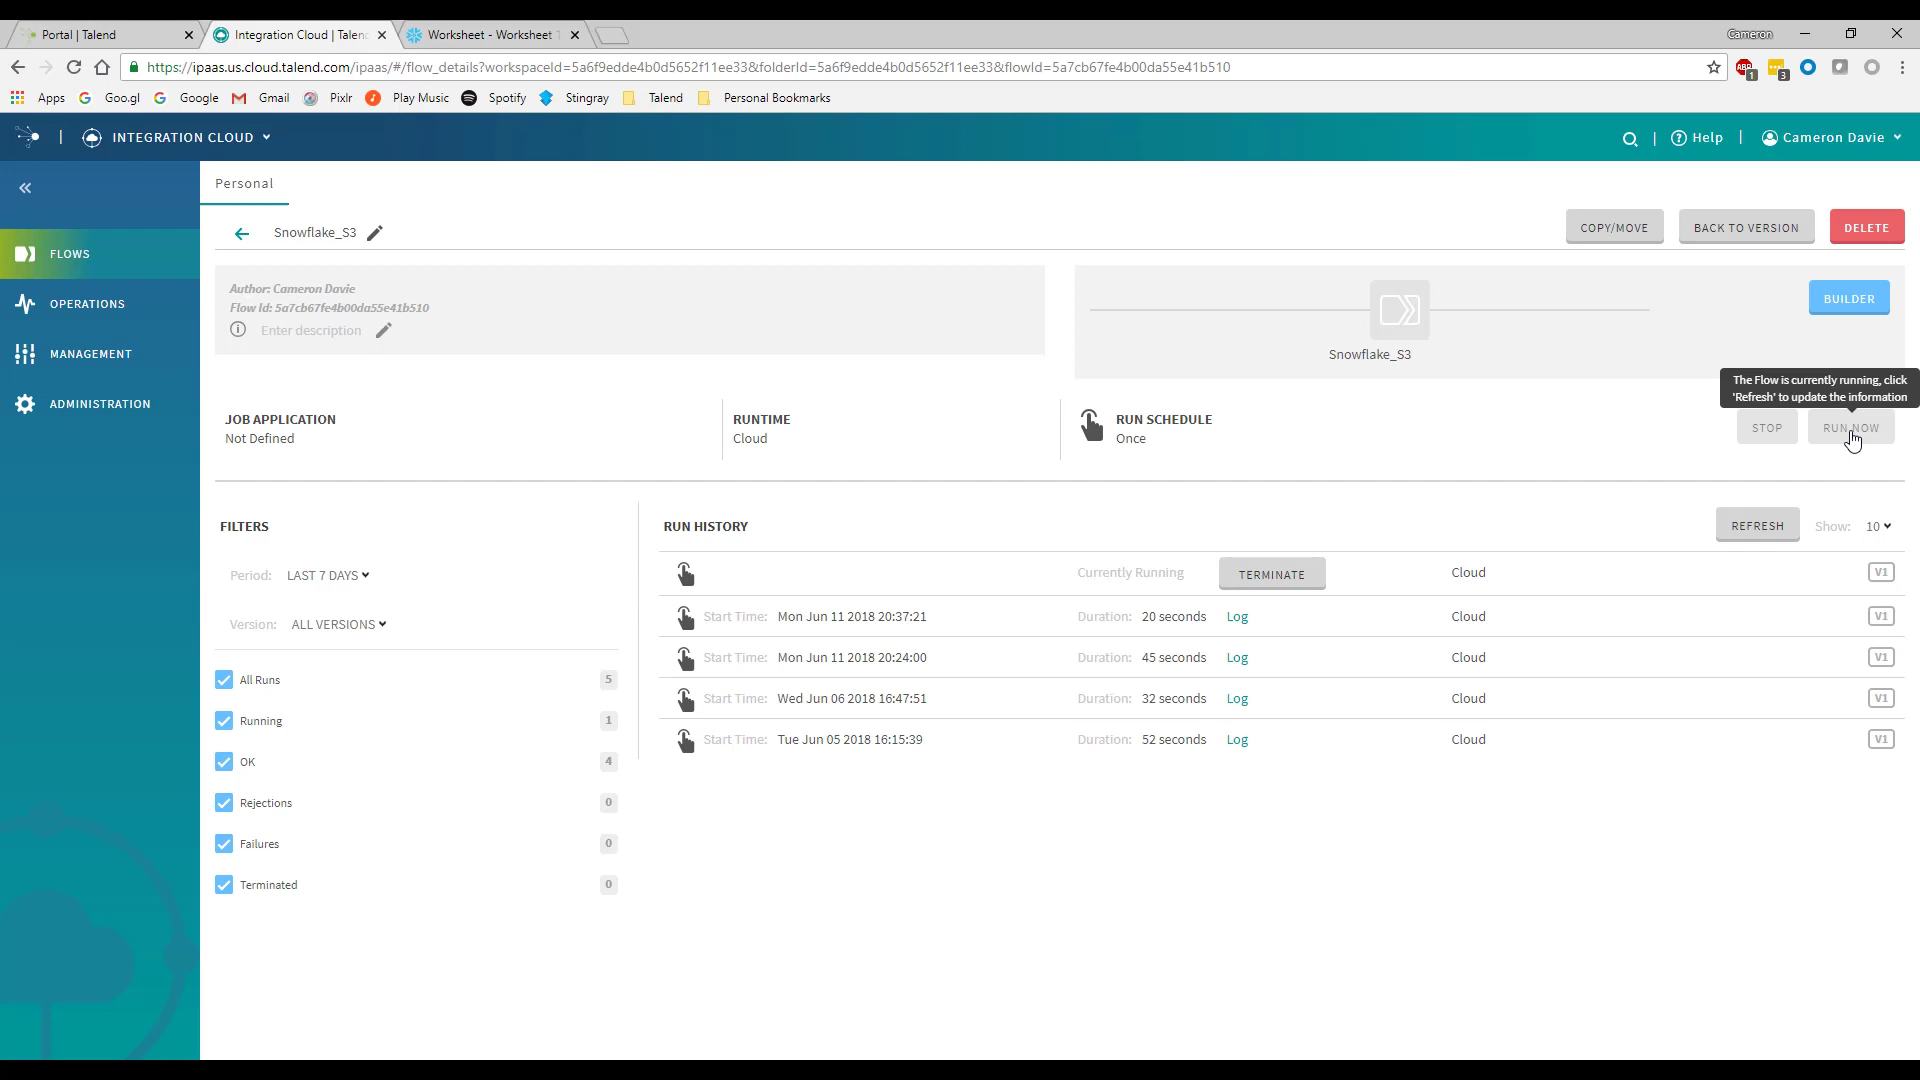 Portal | Talend
Integration Cloud | Talen
Worksheet - Worksheet
Cameron
https://ipaas.us.cloud.talend.com/ipaas/#/flow_details?workspaceId=5a6f9edde4b0d5652f11ee33&folderId=5a6f9edde4b0d5652f11ee33&flowId=5a7cb67fe4b00da55e41b510
ABP 1 3
Apps Goo.gl Google Gmail Pixlr Play Music Spotify Stingray Talend Personal Bookmarks
INTEGRATION CLOUD
Help
Cameron Davie
Personal
Snowflake_S3
COPY/MOVE
BACK TO VERSION
DELETE
FLOWS
OPERATIONS
MANAGEMENT
ADMINISTRATION
Author: Cameron Davie
Flow Id: 5a7cb67fe4b00da55e41b510
Enter description
BUILDER
Snowflake_S3
The Flow is currently running, click
'Refresh' to update the information
JOB APPLICATION
Not Defined
RUNTIME
Cloud
RUN SCHEDULE
Once
STOP
RUN NOW
FILTERS
Period: LAST 7 DAYS
Version: ALL VERSIONS
All Runs 5
Running 1
OK 4
Rejections 0
Failures 0
Terminated 0
RUN HISTORY
REFRESH
Show: 10
Currently Running TERMINATE Cloud V1
Start Time: Mon Jun 11 2018 20:37:21 Duration: 20 seconds Log Cloud V1
Start Time: Mon Jun 11 2018 20:24:00 Duration: 45 seconds Log Cloud V1
Start Time: Wed Jun 06 2018 16:47:51 Duration: 32 seconds Log Cloud V1
Start Time: Tue Jun 05 2018 16:15:39 Duration: 52 seconds Log Cloud V1